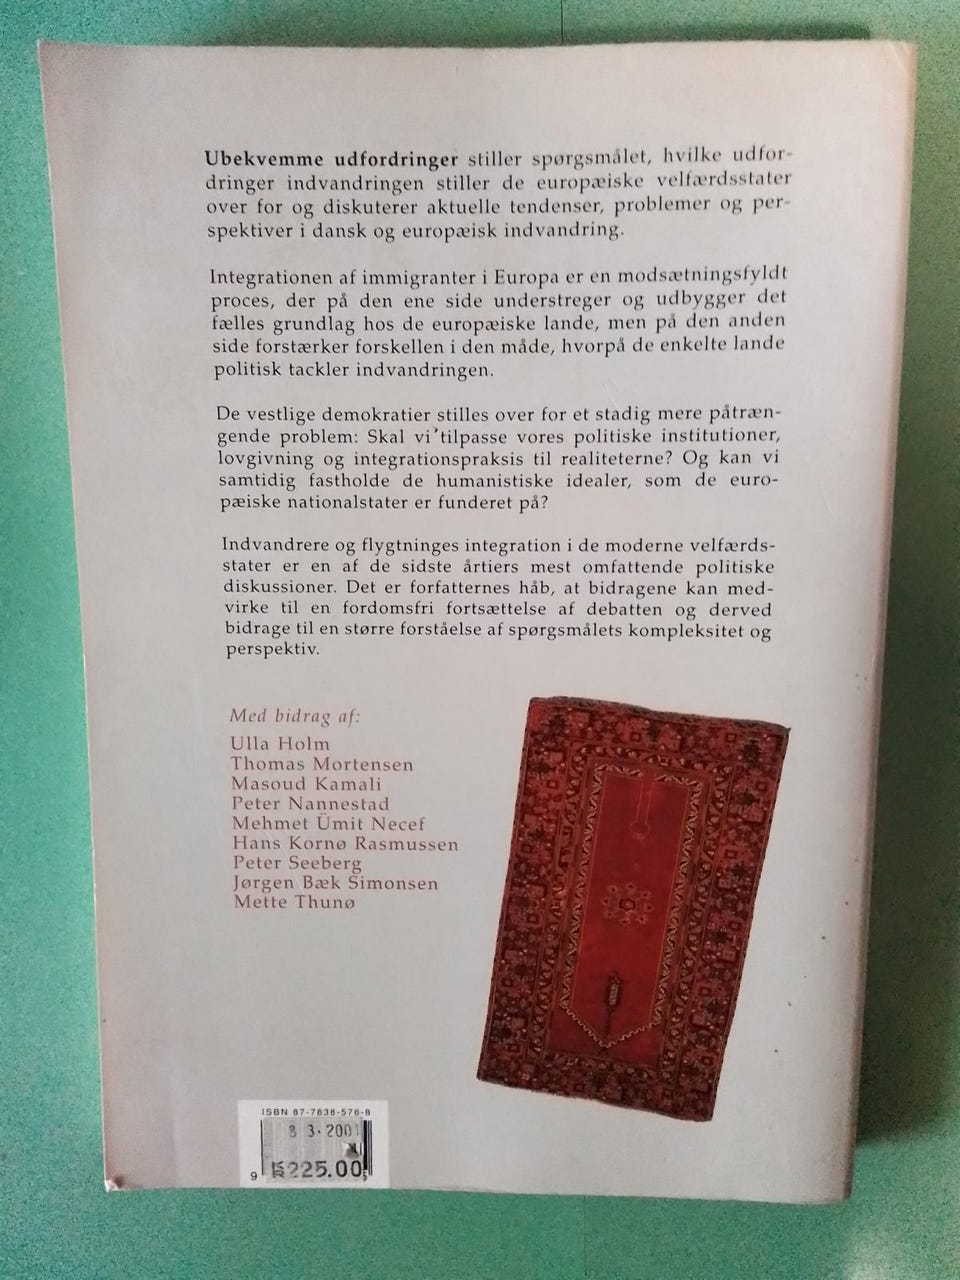 Ubekvemme udfordringer stiller spørgsmålet, hvilke udfor-
dringer indvandringen stiller de europæiske velfærdsstater
over for og diskuterer aktuelle tendenser, problemer og per-
spektiver i dansk og europæisk indvandring.
Integrationen af immigranter i Europa er en modsætningsfyldt
proces, der på den ene side understreger og udbygger det
fælles grundlag hos de europæiske lande, men på den anden
side forstærker forskellen i den måde, hvorpå de enkelte lande
politisk tackler indvandringen.
De vestlige demokratier stilles over for et stadig mere påtræn-
gende problem: Skal vi tilpasse vores politiske institutioner,
lovgivning og integrationspraksis til realiteterne? Og kan vi
samtidig fastholde de humanistiske idealer, som de euro-
pæiske nationalstater er funderet på?
Indvandrere og flygtninges integration i de moderne velfærds-
stater er en af de sidste årtiers mest omfattende politiske
diskussioner. Det er forfatternes håb, at bidragene kan med-
virke til en fordomsfri fortsættelse af debatten og derved
bidrage til en større forståelse af spørgsmålets kompleksitet og
perspektiv.
Med bidrag af:
Ulla Holm
Thomas Mortensen
Masoud Kamali
Peter Nannestad
Mehmet Ümit Necef
Hans Kornø Rasmussen
Peter Seeberg
Jørgen Bæk Simonsen
Mette Thunø
ISBN 87-7838-576-8
8 3·2001
9 225.00